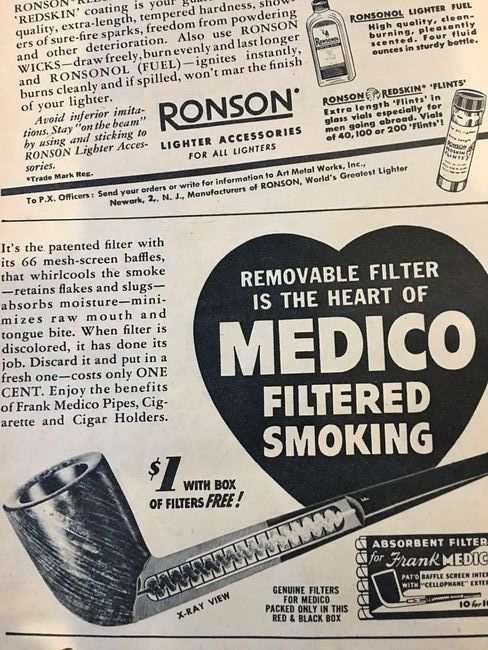 'REDSKIN' coating is your
quality, extra-length, tempered hardness, show-
ers of sure-fire sparks, freedom from powdering
and other deterioration. Also use RONSON
WICKS—draw freely, burn evenly and last longer
and RONSONOL (FUEL)—ignites instantly,
burns cleanly and if spilled, won't mar the finish
of your lighter.
Avoid inferior imita-
tions. Stay "on the beam"
by using and sticking to
RONSON Lighter Acces-
sories.
*Trade Mark Reg.
RONSON*
LIGHTER ACCESSORIES
FOR ALL LIGHTERS
RONSONOL LIGHTER FUEL
High quality, clean-
burning, pleasantly
scented. Four fluid
ounces in sturdy bottle.
RONSON REDSKIN* 'FLINTS'
Extra length 'Flints' in
glass vials especially for
men going abroad. Vials
of 40, 100 or 200 'Flints'!
To P.X. Officers: Send your orders or write for information to Art Metal Works, Inc.,
Newark, 2, N. J., Manufacturers of RONSON, World's Greatest Lighter
It's the patented filter with
its 66 mesh-screen baffles,
that whirlcools the smoke
—retains flakes and slugs—
absorbs moisture—mini-
mizes raw mouth and
tongue bite. When filter is
discolored, it has done its
job. Discard it and put in a
fresh one—costs only ONE
CENT. Enjoy the benefits
of Frank Medico Pipes, Cig-
arette and Cigar Holders.
REMOVABLE FILTER
IS THE HEART OF
MEDICO
FILTERED
SMOKING
$1 WITH BOX
OF FILTERS FREE!
X-RAY VIEW
GENUINE FILTERS
FOR MEDICO
PACKED ONLY IN THIS
RED & BLACK BOX
ABSORBENT FILTER
for Frank MEDIC
PAT'D BAFFLE SCREEN INTE
WITH "CELLOPHANE" EXTE